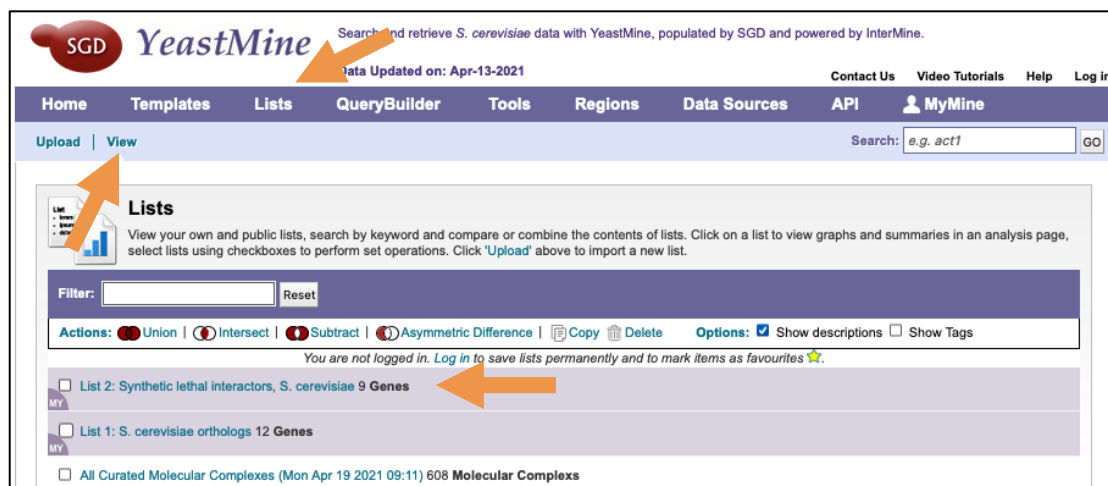 SGD YeastMine Search and retrieve S. cerevisiae data with YeastMine, populated by SGD and powered by InterMine.
Data Updated on: Apr-13-2021
Contact Us Video Tutorials Help Log in
Home Templates Lists QueryBuilder Tools Regions Data Sources API MyMine
Upload | View Search: e.g. act1 GO
List
Lists
View your own and public lists, search by keyword and compare or combine the contents of lists. Click on a list to view graphs and summaries in an analysis page,
select lists using checkboxes to perform set operations. Click 'Upload' above to import a new list.
Filter: Reset
Actions: Union | Intersect | Subtract | Asymmetric Difference | Copy Delete Options: Show descriptions Show Tags
You are not logged in. Log in to save lists permanently and to mark items as favourites.
List 2: Synthetic lethal interactors, S. cerevisiae 9 Genes
MY
List 1: S. cerevisiae orthologs 12 Genes
MY
All Curated Molecular Complexes (Mon Apr 19 2021 09:11) 608 Molecular Complexs